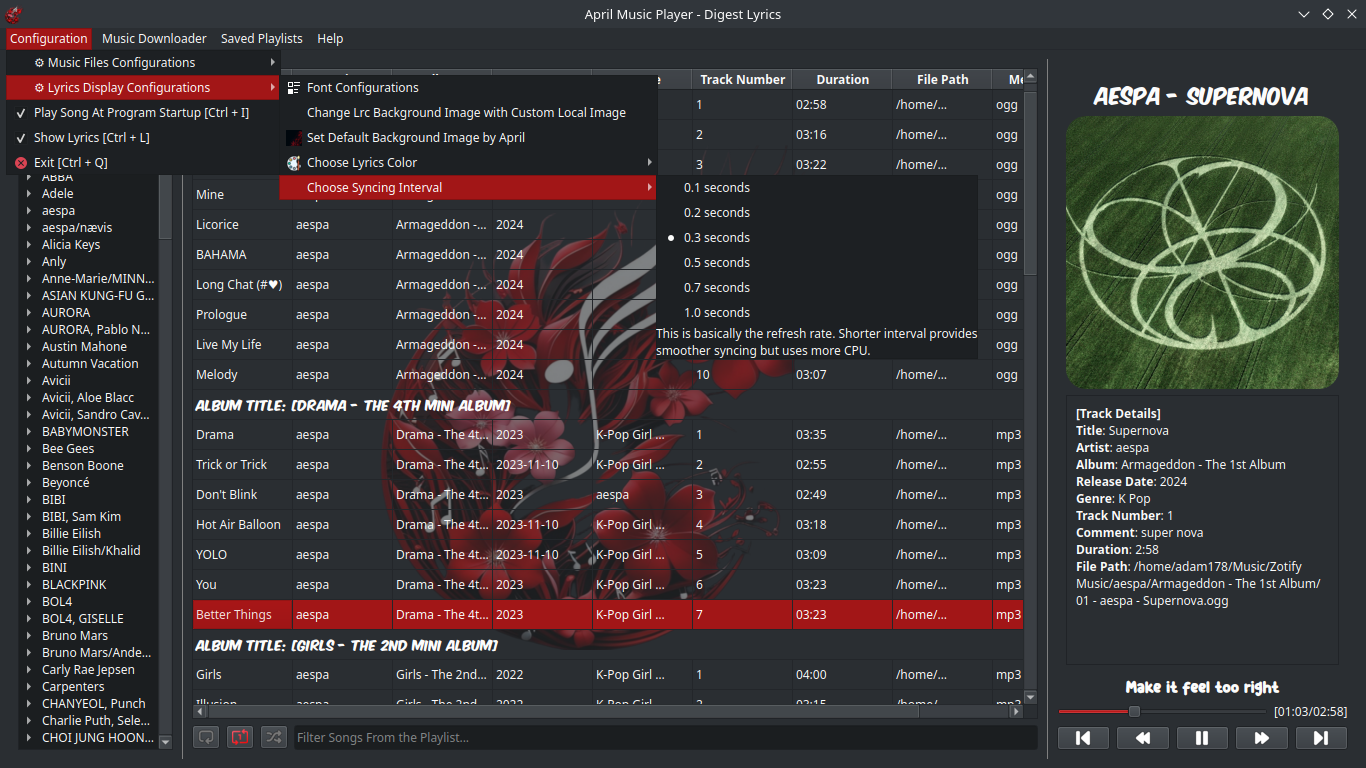 April Music Player - Digest Lyrics
Configuration Music Downloader Saved Playlists Help
Music Files Configurations
Lyrics Display Configurations
Play Song At Program Startup [Ctrl + I]
Show Lyrics [Ctrl + L]
Exit [Ctrl + Q]
Font Configurations
Change Lrc Background Image with Custom Local Image
Set Default Background Image by April
Choose Lyrics Color
Choose Syncing Interval
0.1 seconds
0.2 seconds
0.3 seconds
0.5 seconds
0.7 seconds
1.0 seconds
This is basically the refresh rate. Shorter interval provides
smoother syncing but uses more CPU.
ABBA
Adele
aespa
aespa/nævis
Alicia Keys
Anly
Anne-Marie/MINN...
ASIAN KUNG-FU G...
AURORA
AURORA, Pablo N...
Austin Mahone
Autumn Vacation
Avicii
Avicii, Aloe Blacc
Avicii, Sandro Cav...
BABYMONSTER
Bee Gees
Benson Boone
Beyoncé
BIBI
BIBI, Sam Kim
Billie Eilish
Billie Eilish/Khalid
BINI
BLACKPINK
BOL4
BOL4, GISELLE
Bruno Mars
Bruno Mars/Ande...
Carly Rae Jepsen
Carpenters
CHANYEOL, Punch
Charlie Puth, Sele...
CHOI JUNG HOON...
Track Number Duration File Path
1 02:58 /home/... ogg
2 03:16 /home/... ogg
3 03:22 /home/... ogg
Mine ogg
Licorice aespa Armageddon -... 2024 ogg
BAHAMA aespa Armageddon -... 2024 ogg
Long Chat (#♥) aespa Armageddon -... 2024 ogg
Prologue aespa Armageddon -... 2024 ogg
Live My Life aespa Armageddon -... 2024 ogg
Melody aespa Armageddon -... 2024 10 03:07 /home/... ogg
ALBUM TITLE: [DRAMA - THE 4TH MINI ALBUM]
Drama aespa Drama - The 4t... 2023 K-Pop Girl ... 1 03:35 /home/... mp3
Trick or Trick aespa Drama - The 4t... 2023-11-10 K-Pop Girl ... 2 02:55 /home/... mp3
Don't Blink aespa Drama - The 4t... 2023 aespa 3 02:49 /home/... mp3
Hot Air Balloon aespa Drama - The 4t... 2023-11-10 K-Pop Girl ... 4 03:18 /home/... mp3
YOLO aespa Drama - The 4t... 2023-11-10 K-Pop Girl ... 5 03:09 /home/... mp3
You aespa Drama - The 4t... 2023 K-Pop Girl ... 6 03:23 /home/... mp3
Better Things aespa Drama - The 4t... 2023 K-Pop Girl ... 7 03:23 /home/... mp3
ALBUM TITLE: [GIRLS - THE 2ND MINI ALBUM]
Girls aespa Girls - The 2nd... 2022 K-Pop Girl ... 1 04:00 /home/... mp3
Filter Songs From the Playlist...
AESPA - SUPERNOVA
[Track Details]
Title: Supernova
Artist: aespa
Album: Armageddon - The 1st Album
Release Date: 2024
Genre: K Pop
Track Number: 1
Comment: super nova
Duration: 2:58
File Path: /home/adam178/Music/Zotify
Music/aespa/Armageddon - The 1st Album/
01 - aespa - Supernova.ogg
Make it feel too right
[01:03/02:58]